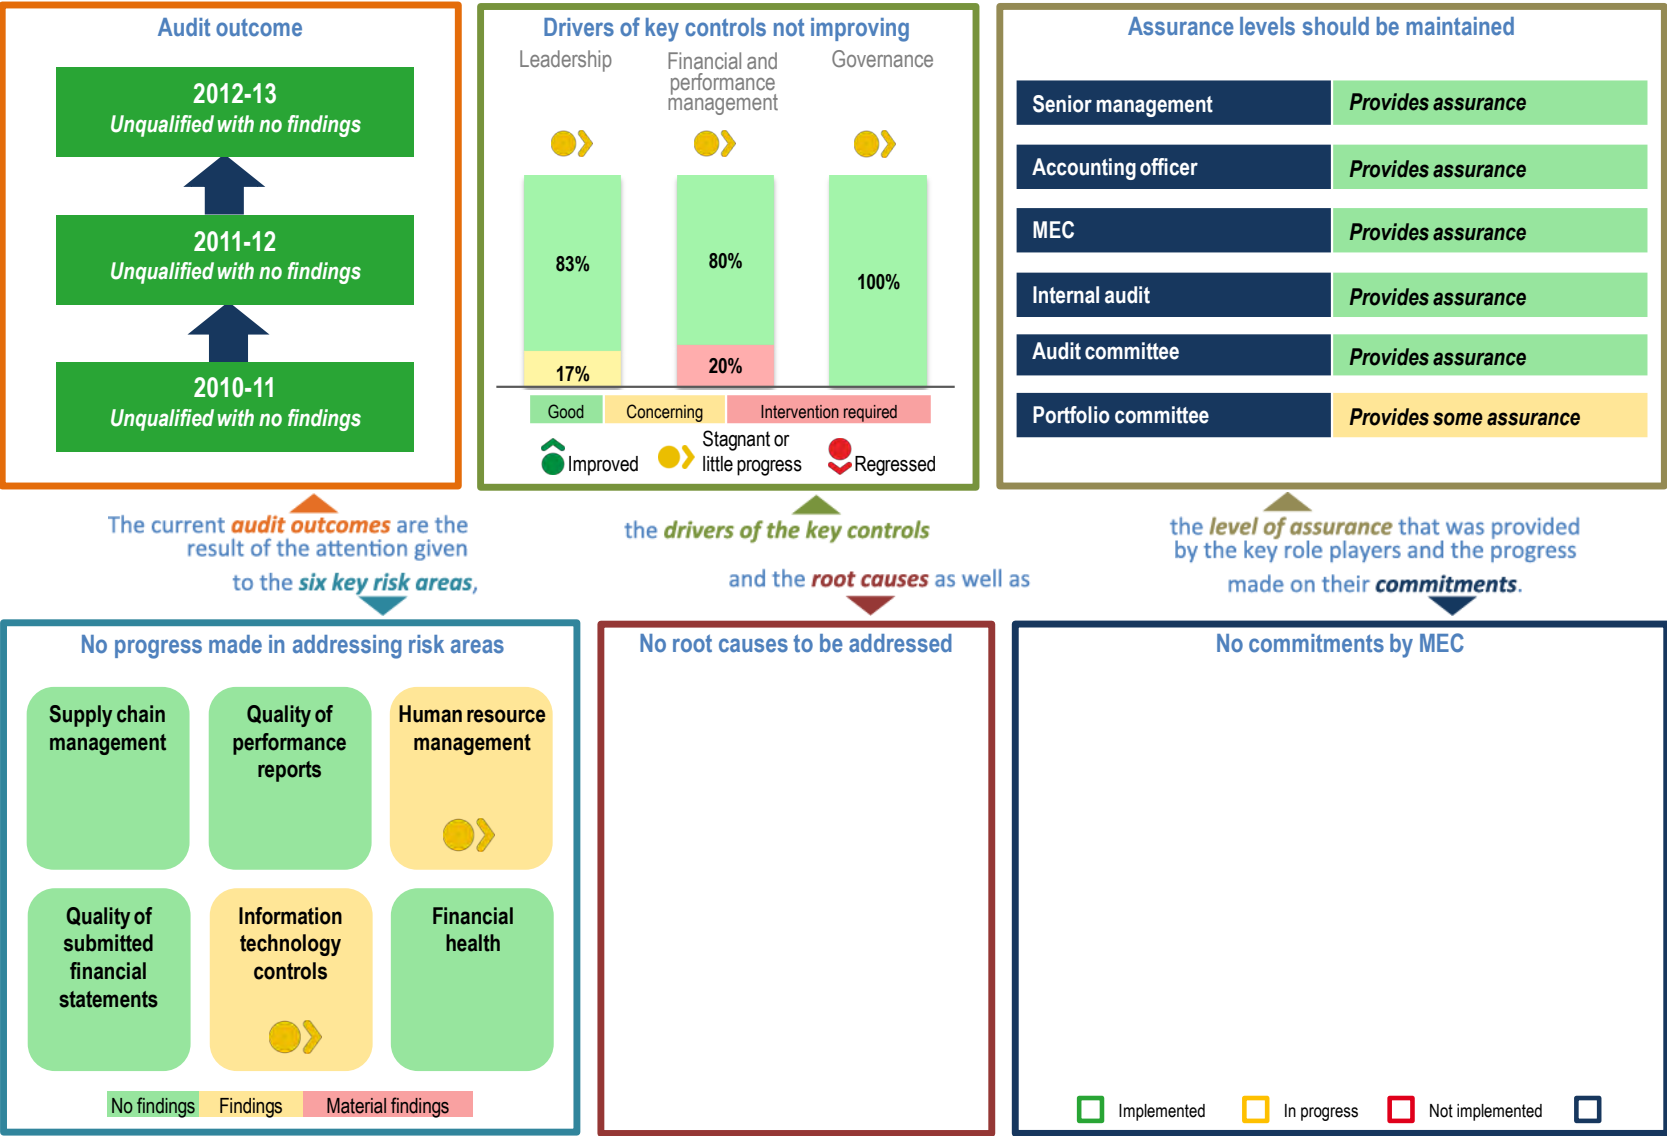 Audit outcome
2012-13
Unqualified with no findings
2011-12
Unqualified with no findings
2010-11
Unqualified with no findings
Drivers of key controls not improving
Leadership
Financial and
performance
management
Governance
83%
80%
100%
17%
20%
Good
Concerning
Intervention required
Improved
Stagnant or
little progress
Regressed
Assurance levels should be maintained
Senior management
Provides assurance
Accounting officer
Provides assurance
MEC
Provides assurance
Internal audit
Provides assurance
Audit committee
Provides assurance
Portfolio committee
Provides some assurance
The current audit outcomes are the
result of the attention given
to the six key risk areas,
the drivers of the key controls
and the root causes as well as
the level of assurance that was provided
by the key role players and the progress
made on their commitments.
No progress made in addressing risk areas
Supply chain
management
Quality of
performance
reports
Human resource
management
Quality of
submitted
financial
statements
Information
technology
controls
Financial
health
No findings
Findings
Material findings
No root causes to be addressed
No commitments by MEC
Implemented
In progress
Not implemented